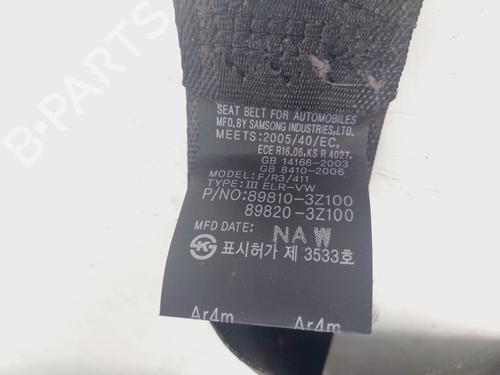 SEAT BELT FOR AUTOMOBILES
MFD.BY SAMSONG INDUSTRIES,LTD.
MEETS:2005/40/EC,
ECE R16.06,KS R 4027,
GB 14166-2003
GB 8410-2006
MODEL: F/R3/411
TYPE: III ELR-VW
P/NO:89810-3Z100
89820-3Z100
MFD DATE: NAW
표시허가 제 3533호
Ar4m Ar4m
B-PARTS